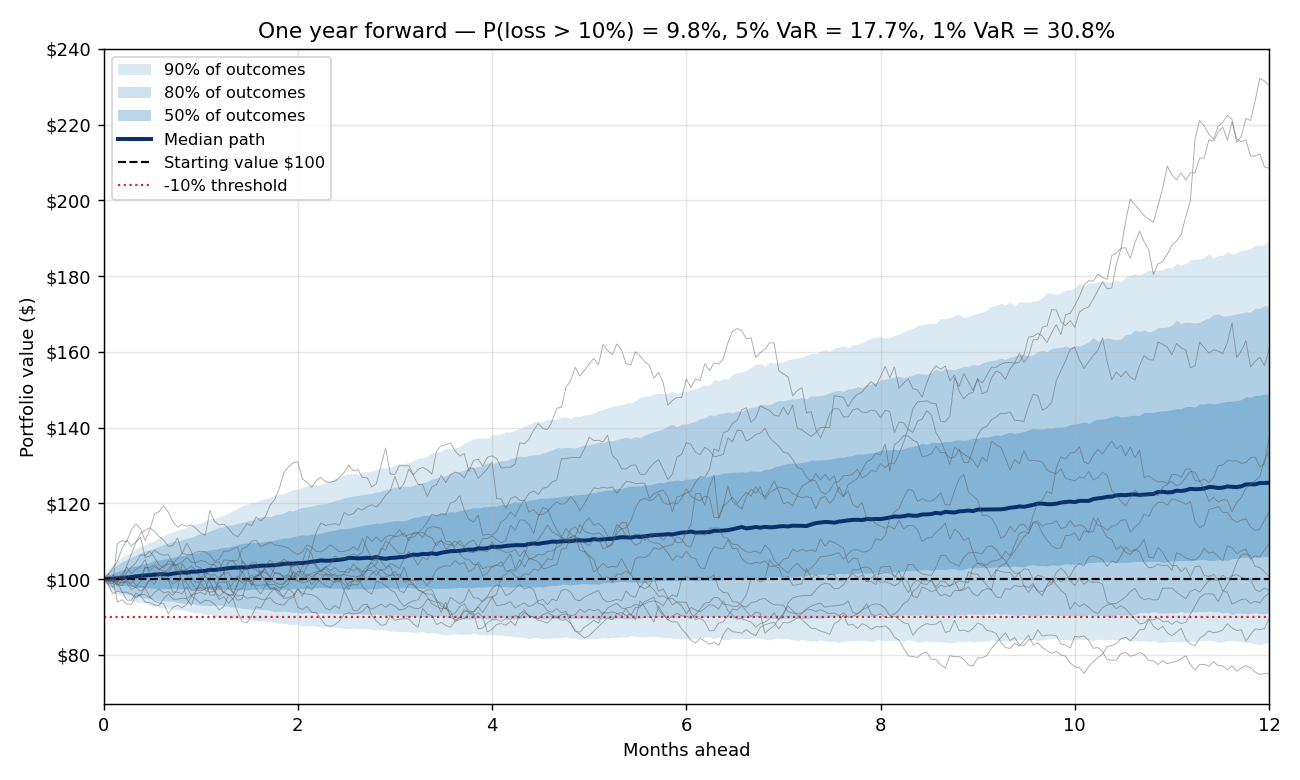 One year forward — P(loss > 10%) = 9.8%, 5% VaR = 17.7%, 1% VaR = 30.8%
90% of outcomes
80% of outcomes
50% of outcomes
Median path
Starting value $100
-10% threshold
Portfolio value ($)
$240
$220
$200
$180
$160
$140
$120
$100
$80
0 2 4 6 8 10 12
Months ahead